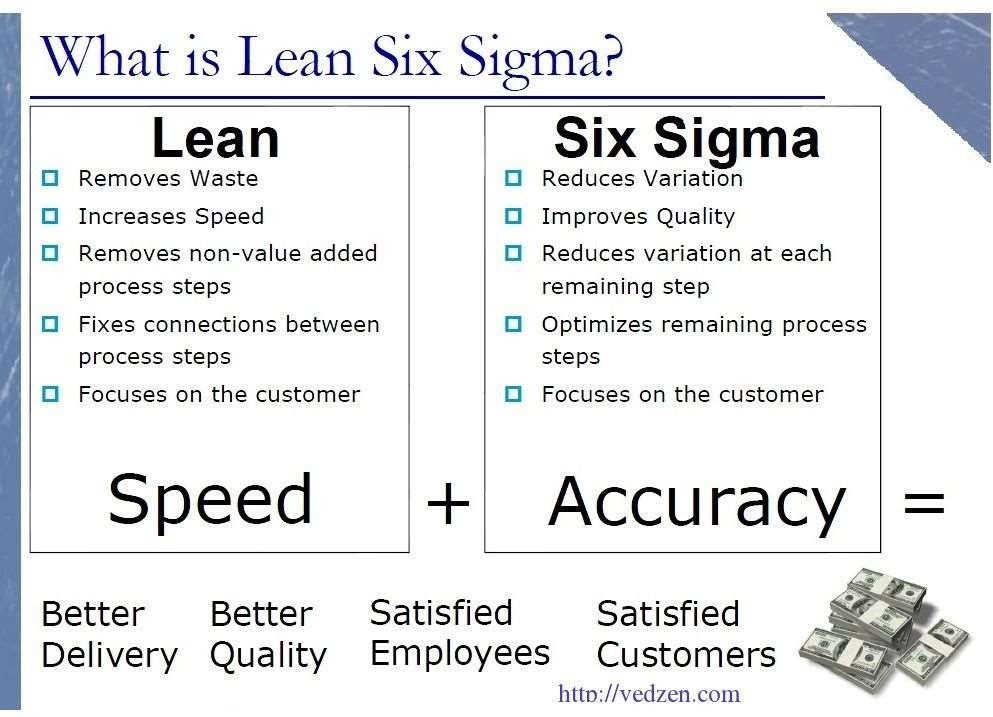 What is Lean Six Sigma?
Lean
Removes Waste
Increases Speed
Removes non-value added
process steps
Fixes connections between
process steps
Focuses on the customer
Speed
+
Six Sigma
Reduces Variation
Improves Quality
Reduces variation at each
remaining step
Optimizes remaining process
steps
Focuses on the customer
Accuracy
=
Better
Delivery
Better
Quality
Satisfied
Employees
Satisfied
Customers
http://vedzen.com